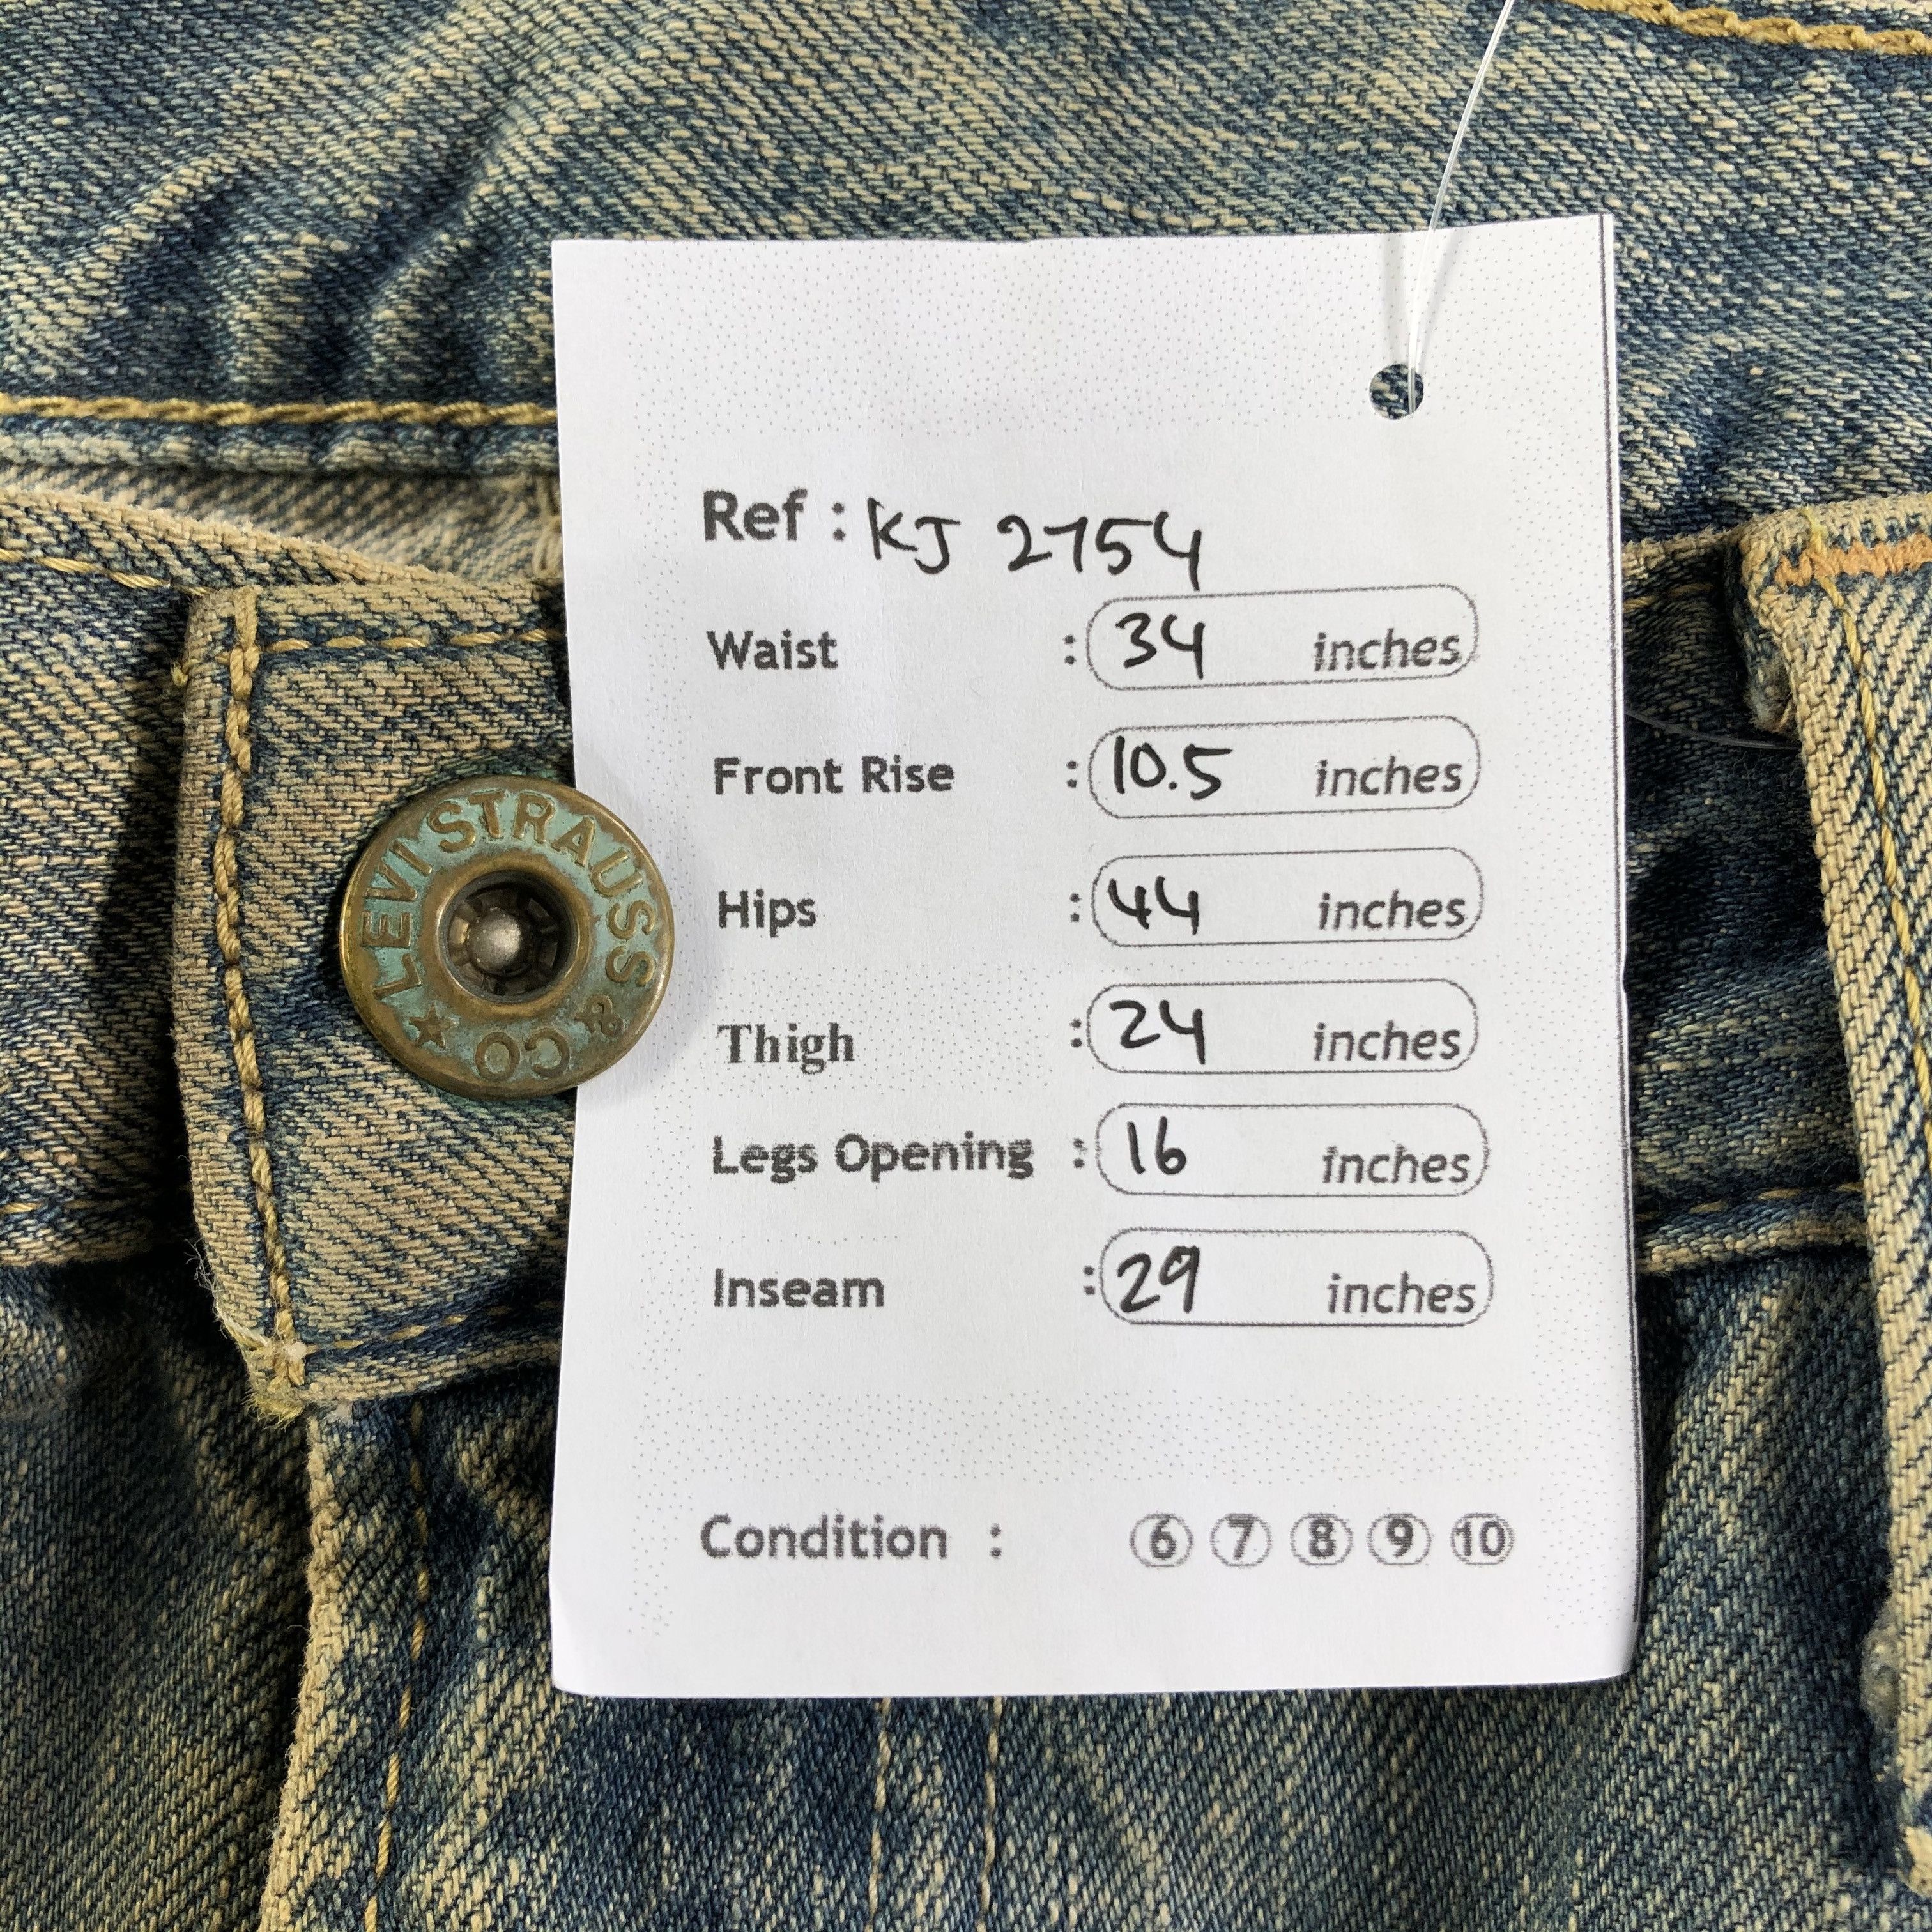 Ref : KJ 2754
Waist : 34 inches
Front Rise : 10.5 inches
Hips : 44 inches
Thigh : 24 inches
Legs Opening : 16 inches
Inseam : 29 inches
Condition : 6 7 8 9 10
LEVI STRAUSS & CO